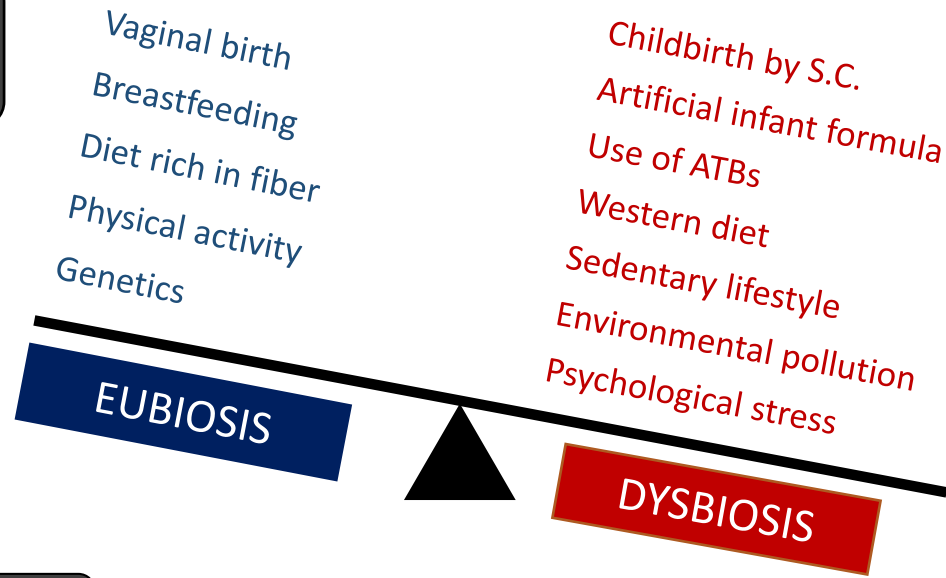 Vaginal birth
Breastfeeding
Diet rich in fiber
Physical activity
Genetics
EUBIOSIS
Childbirth by S.C.
Artificial infant formula
Use of ATBs
Western diet
Sedentary lifestyle
Environmental pollution
Psychological stress
DYSBIOSIS